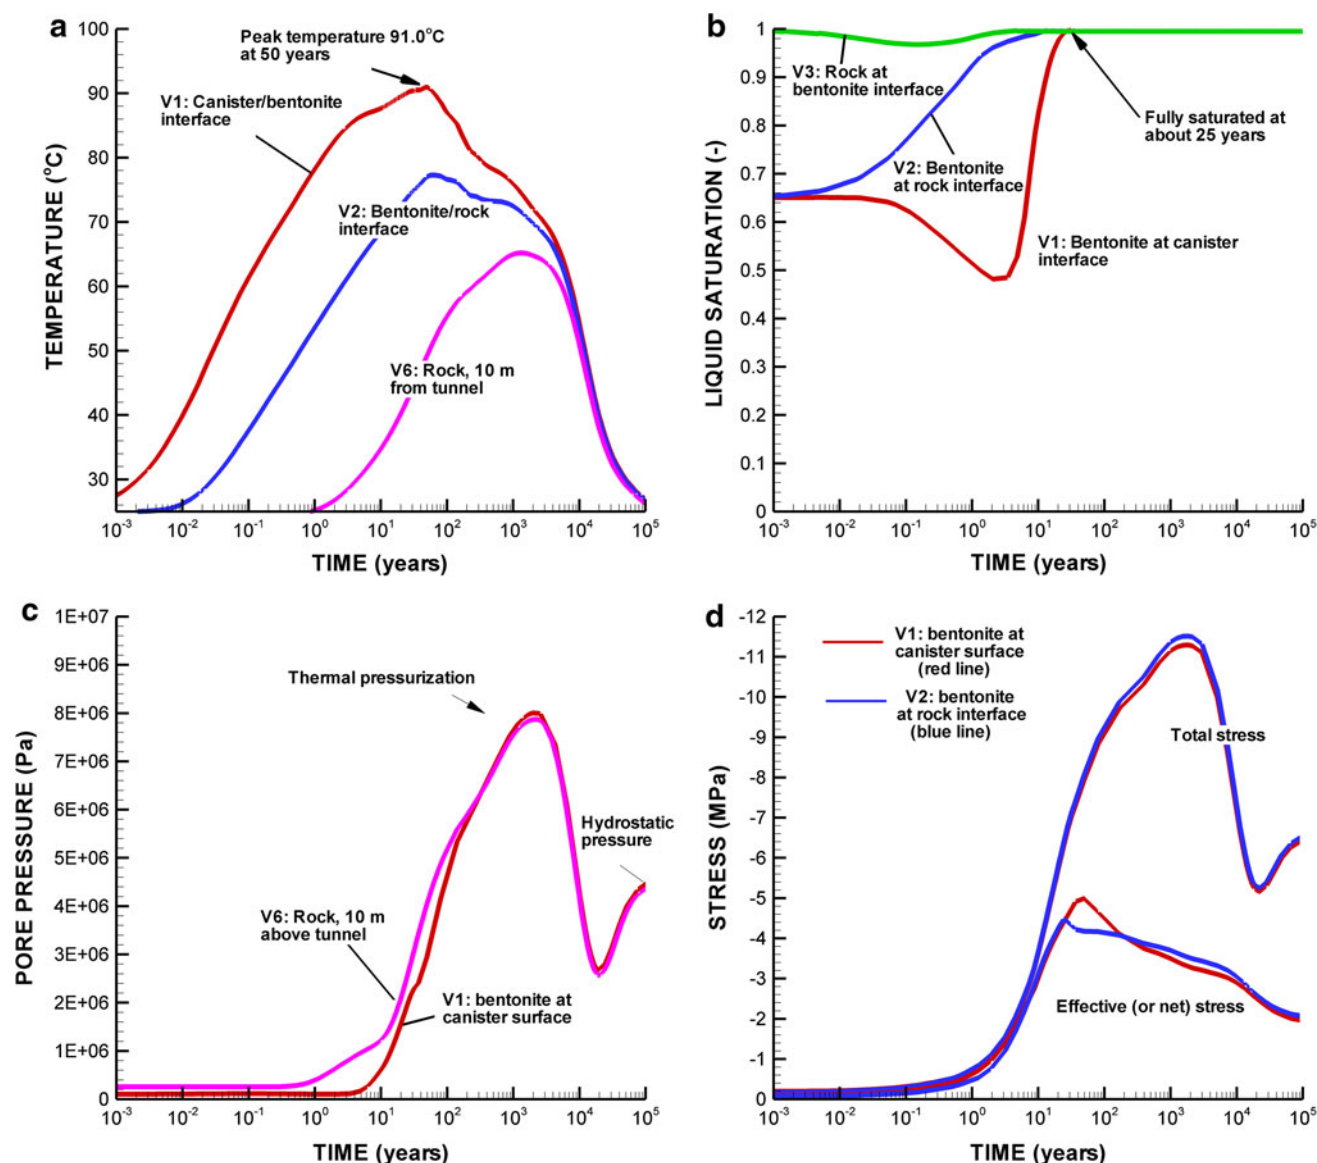 a
100
90
80
70
60
50
40
30
TEMPERATURE (°C)
Peak temperature 91.0°C
at 50 years
V1: Canister/bentonite
interface
V2: Bentonite/rock
interface
V6: Rock, 10 m
from tunnel
10⁻³ 10⁻² 10⁻¹ 10⁰ 10¹ 10² 10³ 10⁴ 10⁵
TIME (years)
b
1
0.9
0.8
0.7
0.6
0.5
0.4
0.3
0.2
0.1
0
LIQUID SATURATION (-)
V3: Rock at
bentonite interface
Fully saturated at
about 25 years
V2: Bentonite
at rock interface
V1: Bentonite at canister
interface
10⁻³ 10⁻² 10⁻¹ 10⁰ 10¹ 10² 10³ 10⁴ 10⁵
TIME (years)
c
1E+07
9E+06
8E+06
7E+06
6E+06
5E+06
4E+06
3E+06
2E+06
1E+06
0
PORE PRESSURE (Pa)
Thermal pressurization
Hydrostatic
pressure
V6: Rock, 10 m
above tunnel
V1: bentonite at
canister surface
10⁻³ 10⁻² 10⁻¹ 10⁰ 10¹ 10² 10³ 10⁴ 10⁵
TIME (years)
d
-12
-11
-10
-9
-8
-7
-6
-5
-4
-3
-2
-1
0
STRESS (MPa)
V1: bentonite at
canister surface
(red line)
V2: bentonite
at rock interface
(blue line)
Total stress
Effective (or net) stress
10⁻³ 10⁻² 10⁻¹ 10⁰ 10¹ 10² 10³ 10⁴ 10⁵
TIME (years)